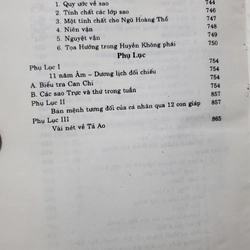 1. Quy ước về sao 744
2. Tính chất các lớp sao 746
3. Một tính chất cho Ngũ Hoàng Thổ 747
4. Niên vận 748
5. Nguyệt vận 749
6. Tọa Hướng trong Huyền Không phái 750
Phụ Lục
Phụ Lục I 754
11 năm Âm – Dương lịch đối chiếu 754
A. Biểu tra Can Chi 754
B. Các sao Trực và thứ trong tuần 857
Phụ Lục II 857
Bản mệnh tương đối của cá nhân qua 12 con giáp
Phụ Lục III 865
Vài nét về Tả Ao